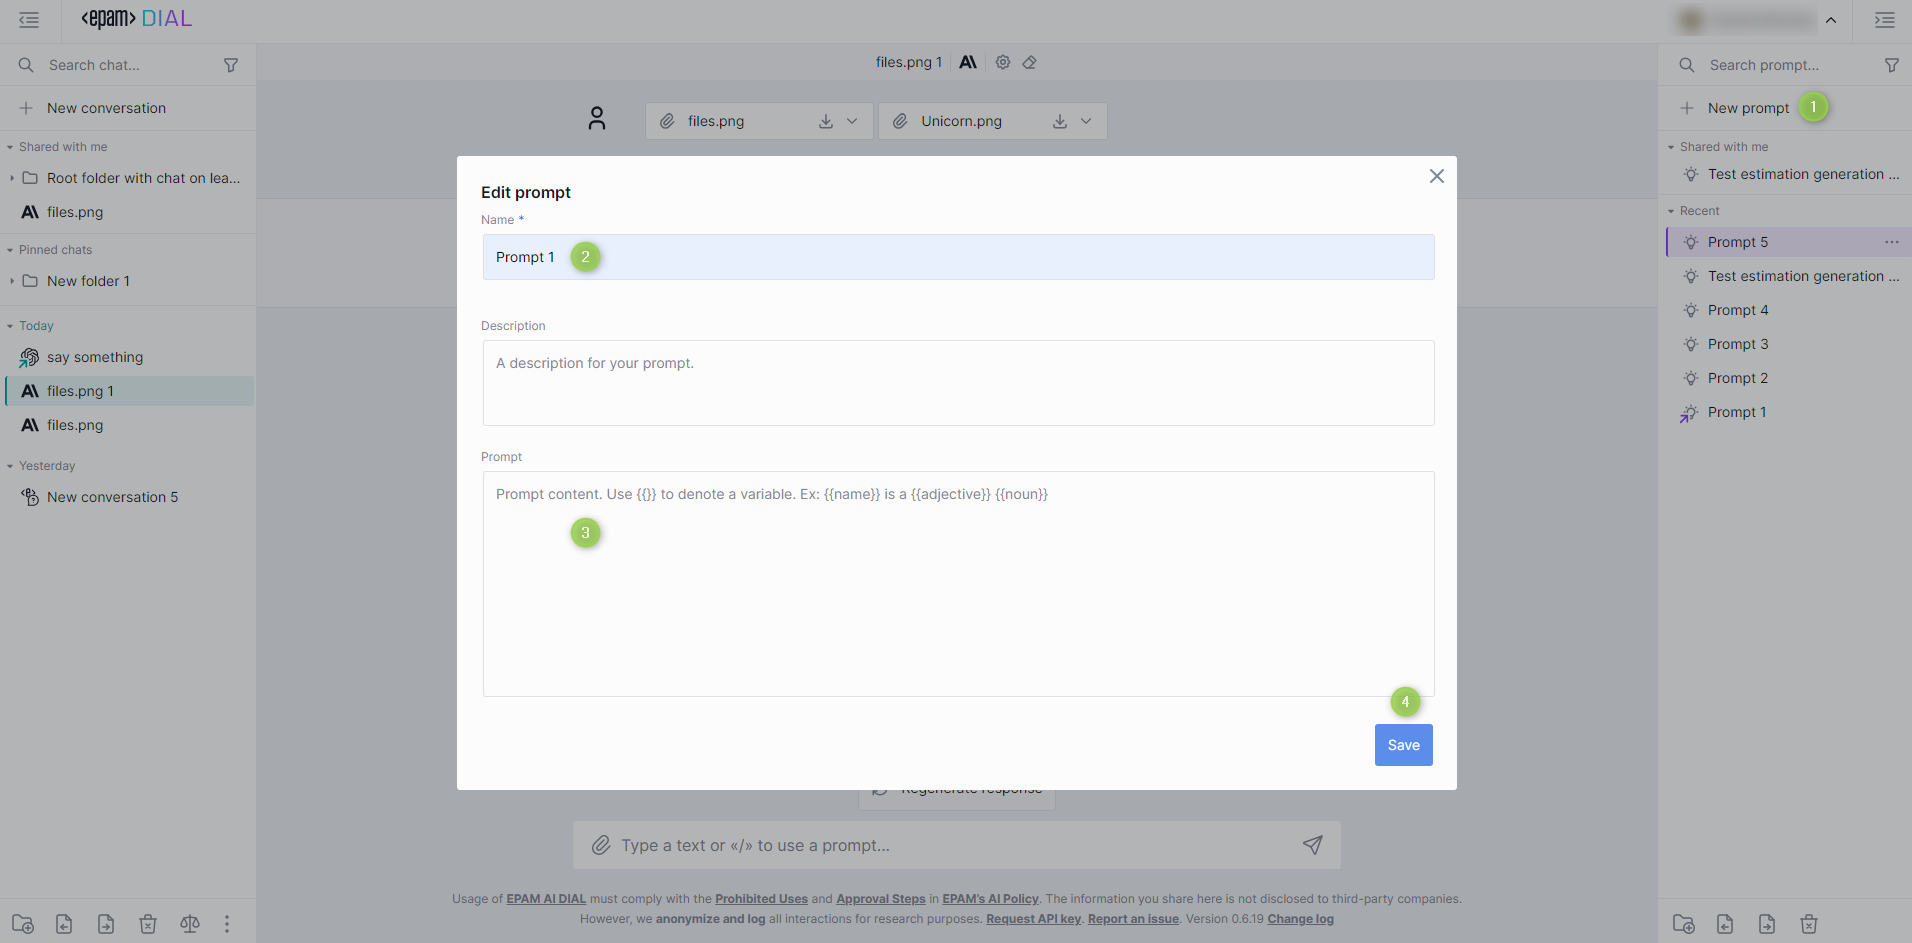 <epam> DIAL
Search chat...
New conversation
Shared with me
Root folder with chat on lea...
files.png
Pinned chats
New folder 1
Today
say something
files.png 1
files.png
Yesterday
New conversation 5
files.png 1
files.png
Unicorn.png
Edit prompt
Name *
Prompt 1
2
Description
A description for your prompt.
Prompt
Prompt content. Use {{}} to denote a variable. Ex: {{name}} is a {{adjective}} {{noun}}
3
4
Save
Regenerate response
Type a text or «/» to use a prompt...
Usage of EPAM AI DIAL must comply with the Prohibited Uses and Approval Steps in EPAM's AI Policy. The information you share here is not disclosed to third-party companies.
However, we anonymize and log all interactions for research purposes. Request API key. Report an issue. Version 0.6.19 Change log
Search prompt...
New prompt
1
Shared with me
Test estimation generation ...
Recent
Prompt 5
Test estimation generation ...
Prompt 4
Prompt 3
Prompt 2
Prompt 1